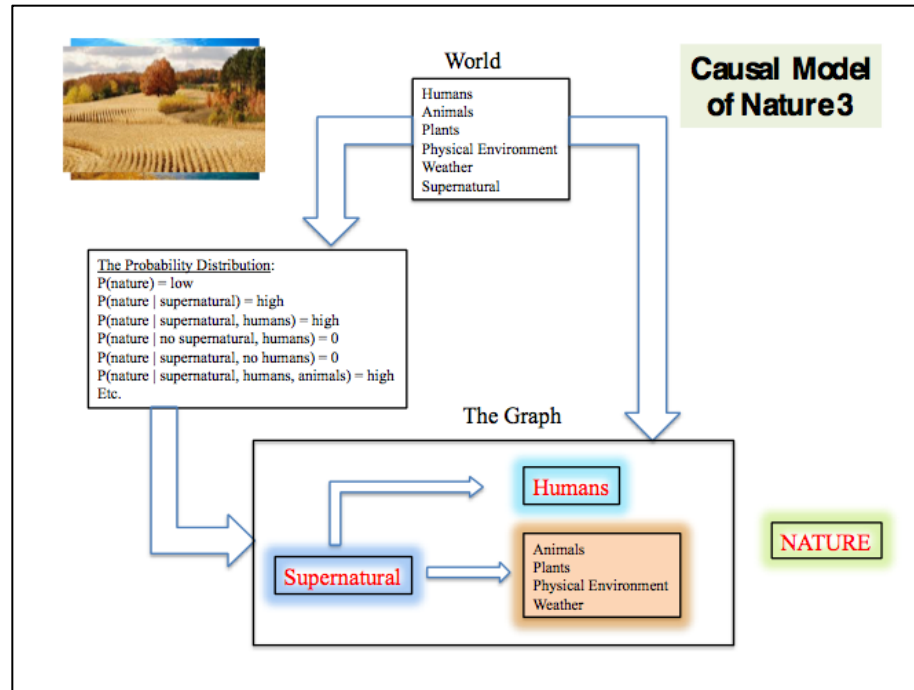 World
Causal Model
of Nature 3
Humans
Animals
Plants
Physical Environment
Weather
Supernatural
The Probability Distribution:
P(nature) = low
P(nature | supernatural) = high
P(nature | supernatural, humans) = high
P(nature | no supernatural, humans) = 0
P(nature | supernatural, no humans) = 0
P(nature | supernatural, humans, animals) = high
Etc.
The Graph
Humans
Supernatural
Animals
Plants
Physical Environment
Weather
NATURE